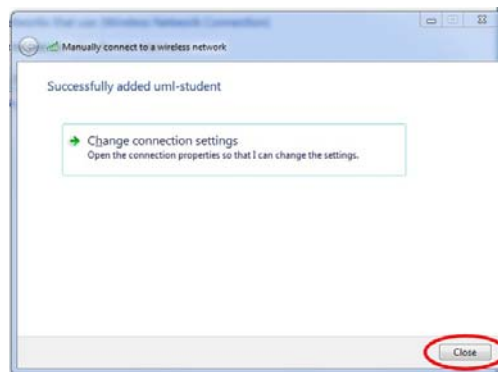 Manually connect to a wireless network
Successfully added uml-student
Change connection settings
Open the connection properties so that I can change the settings.
Close